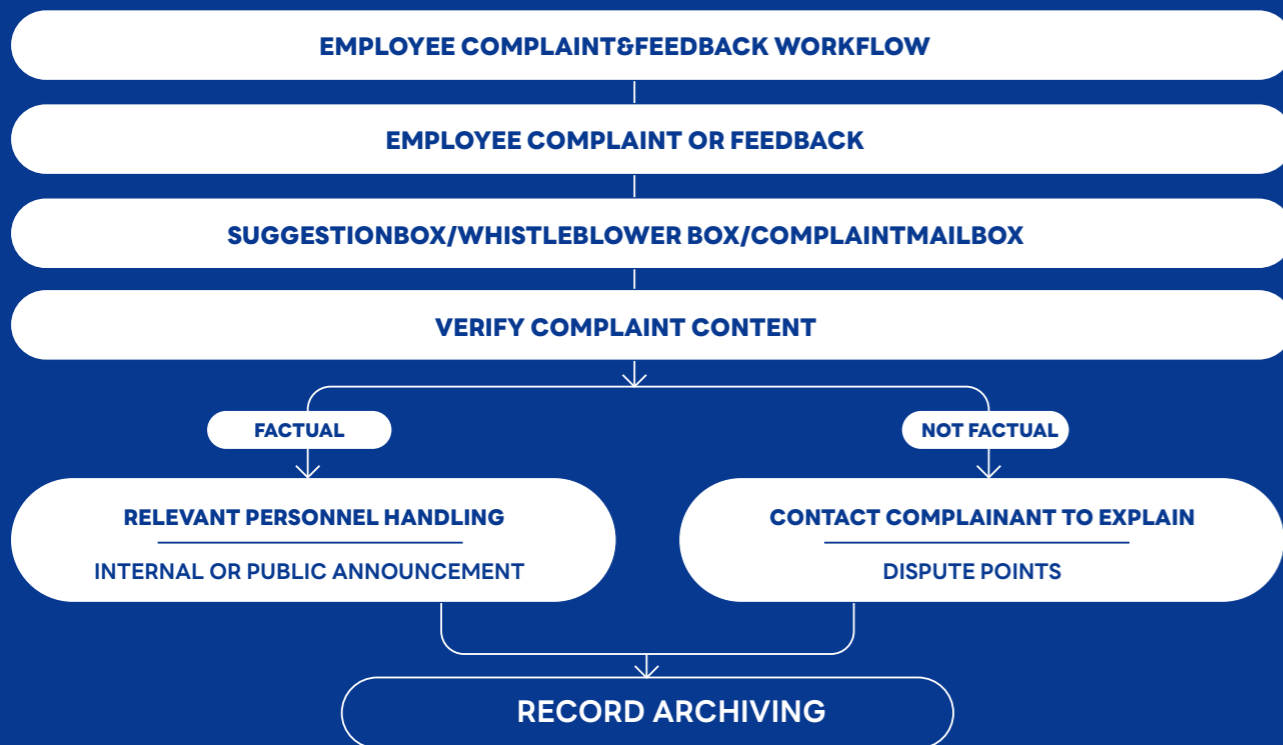 EMPLOYEE COMPLAINT&FEEDBACK WORKFLOW
EMPLOYEE COMPLAINT OR FEEDBACK
SUGGESTIONBOX/WHISTLEBLOWER BOX/COMPLAINTMAILBOX
VERIFY COMPLAINT CONTENT
FACTUAL
NOT FACTUAL
RELEVANT PERSONNEL HANDLING
INTERNAL OR PUBLIC ANNOUNCEMENT
CONTACT COMPLAINANT TO EXPLAIN
DISPUTE POINTS
RECORD ARCHIVING